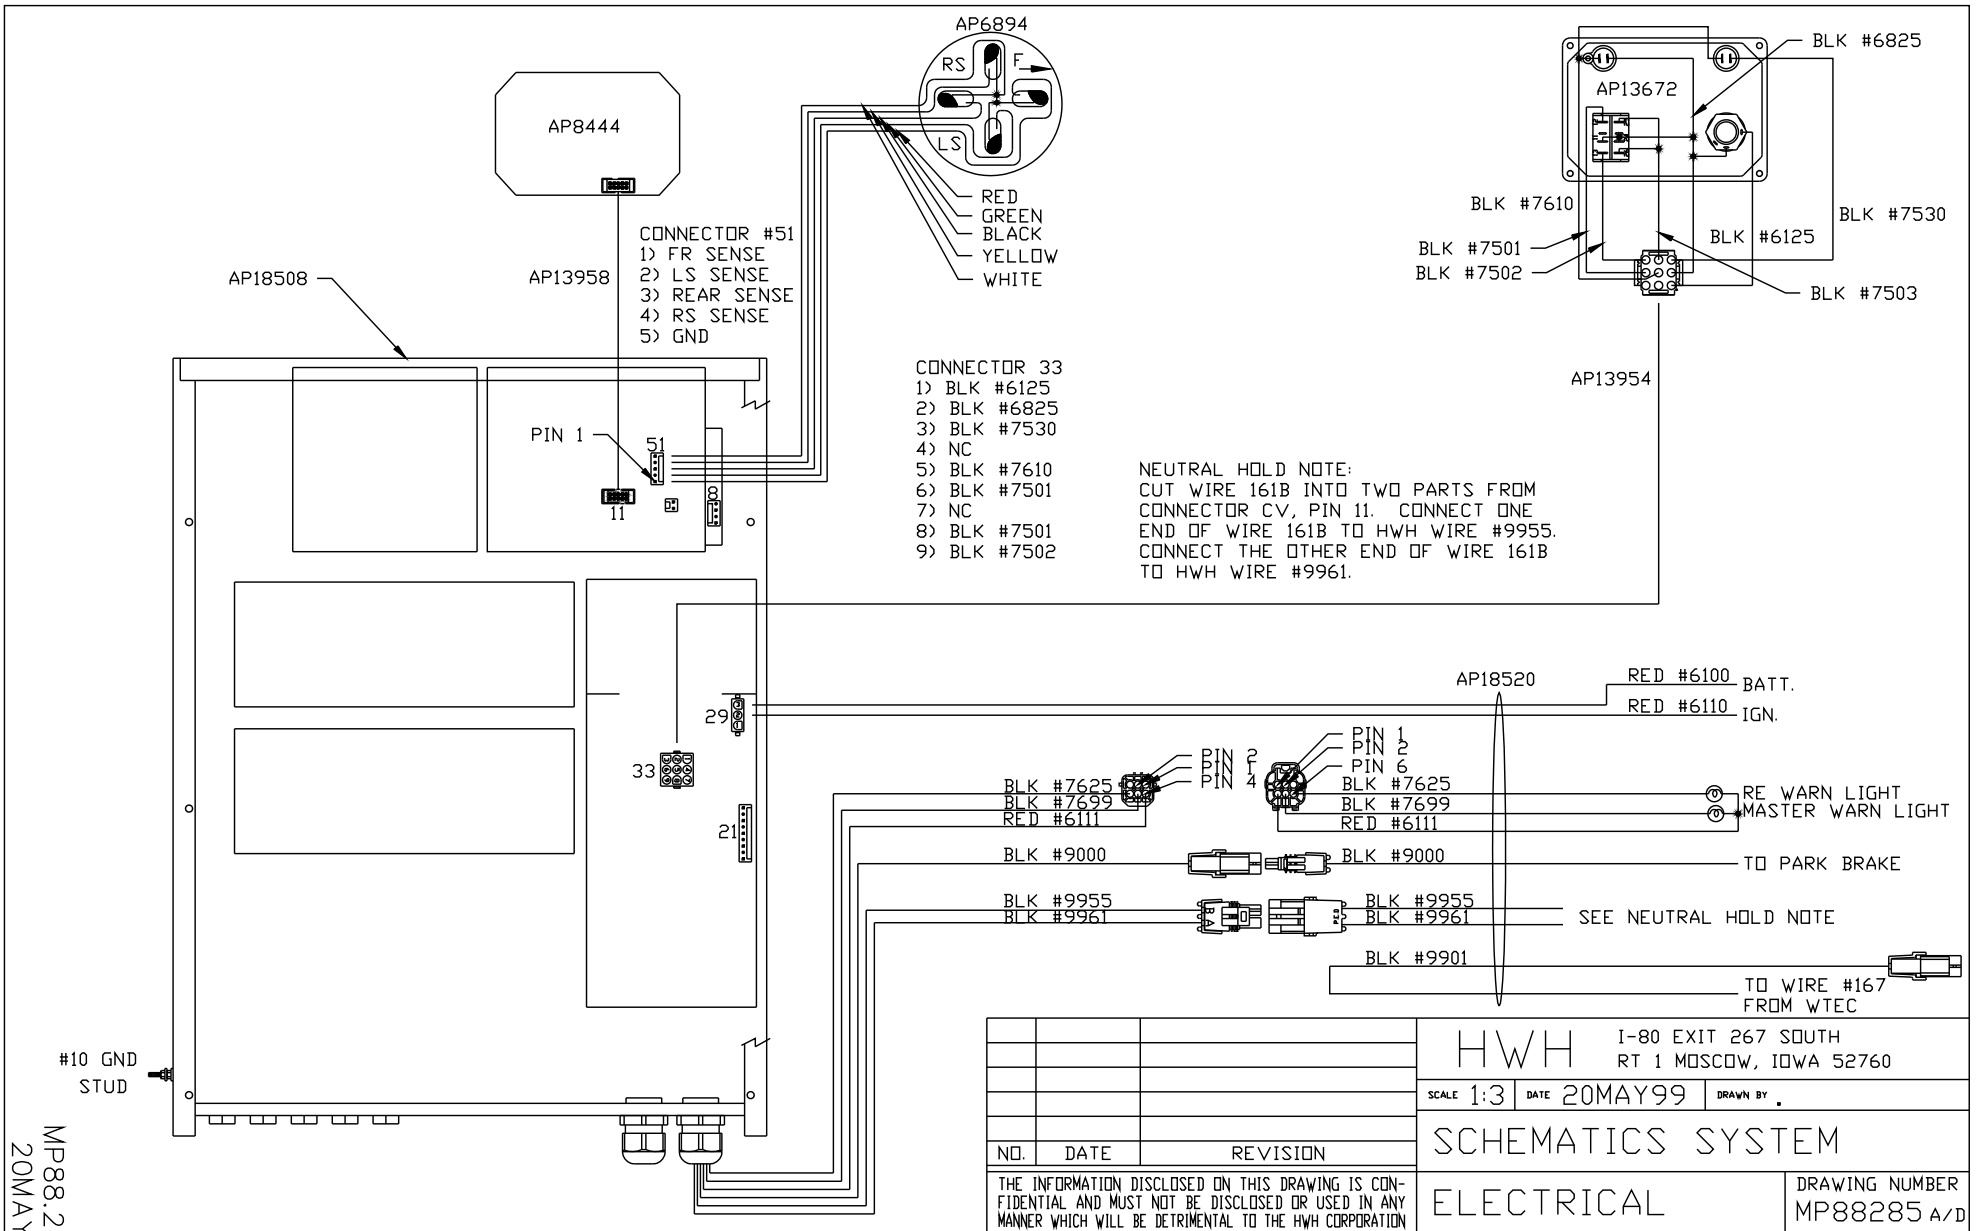 AP6894
RS
F
LS
RED
GREEN
BLACK
YELLOW
WHITE
AP8444
AP13958
CONNECTOR #51
1) FR SENSE
2) LS SENSE
3) REAR SENSE
4) RS SENSE
5) GND
AP18508
BLK #6825
AP13672
BLK #7610
BLK #7530
BLK #7501
BLK #6125
BLK #7502
BLK #7503
AP13954
PIN 1
51
11
CONNECTOR 33
1) BLK #6125
2) BLK #6825
3) BLK #7530
4) NC
5) BLK #7610
6) BLK #7501
7) NC
8) BLK #7501
9) BLK #7502
NEUTRAL HOLD NOTE:
CUT WIRE 161B INTO TWO PARTS FROM
CONNECTOR CV, PIN 11. CONNECT ONE
END OF WIRE 161B TO HWH WIRE #9955.
CONNECT THE OTHER END OF WIRE 161B
TO HWH WIRE #9961.
29
33
21
AP18520
RED #6100 BATT.
RED #6110 IGN.
PIN 2
PIN 1
PIN 4
PIN 1
PIN 2
PIN 6
BLK #7625
BLK #7699
RED #6111
BLK #7625
BLK #7699
RED #6111
RE WARN LIGHT
MASTER WARN LIGHT
BLK #9000
BLK #9000
TO PARK BRAKE
BLK #9955
BLK #9961
B
A
BLK #9955
BLK #9961
SEE NEUTRAL HOLD NOTE
BLK #9901
TO WIRE #167
FROM WTEC
#10 GND
STUD
MP88.2
20MAY
NO. DATE REVISION
THE INFORMATION DISCLOSED ON THIS DRAWING IS CON-
FIDENTIAL AND MUST NOT BE DISCLOSED OR USED IN ANY
MANNER WHICH WILL BE DETRIMENTAL TO THE HWH CORPORATION
HWH
I-80 EXIT 267 SOUTH
RT 1 MOSCOW, IOWA 52760
SCALE 1:3 DATE 20MAY99 DRAWN BY .
SCHEMATICS SYSTEM
ELECTRICAL
DRAWING NUMBER
MP88285 A/D